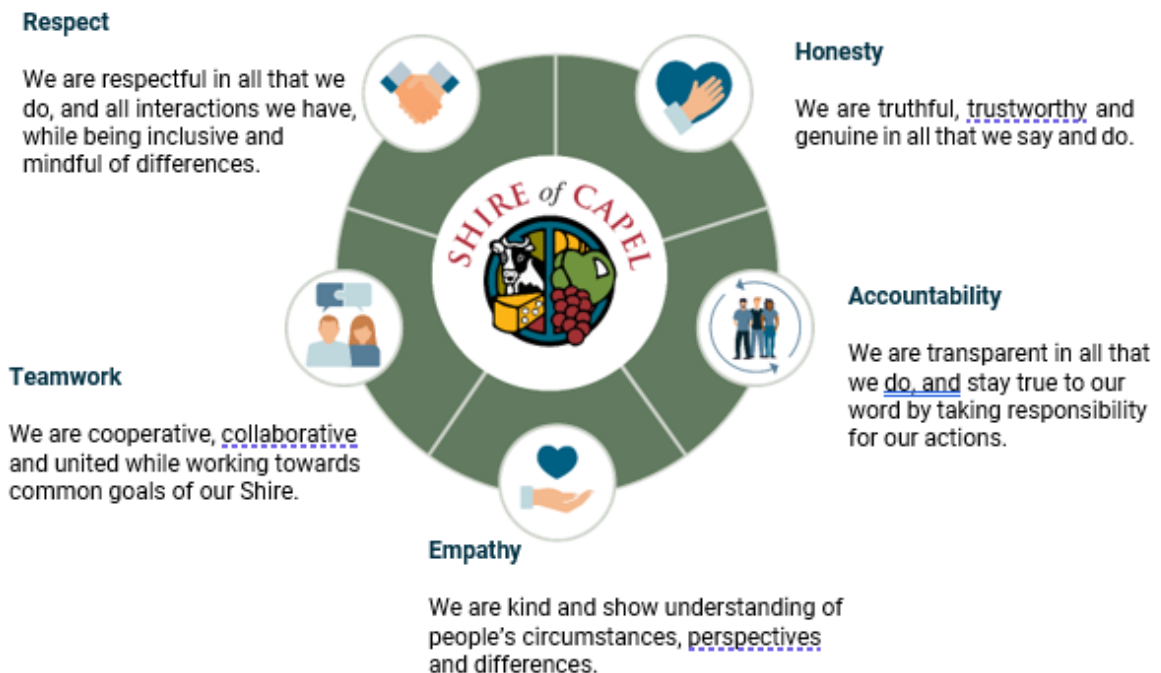 Respect
We are respectful in all that we
do, and all interactions we have,
while being inclusive and
mindful of differences.
Honesty
We are truthful, trustworthy and
genuine in all that we say and do.
SHIRE of CAPEL
Accountability
We are transparent in all that
we do, and stay true to our
word by taking responsibility
for our actions.
Teamwork
We are cooperative, collaborative
and united while working towards
common goals of our Shire.
Empathy
We are kind and show understanding of
people's circumstances, perspectives
and differences.